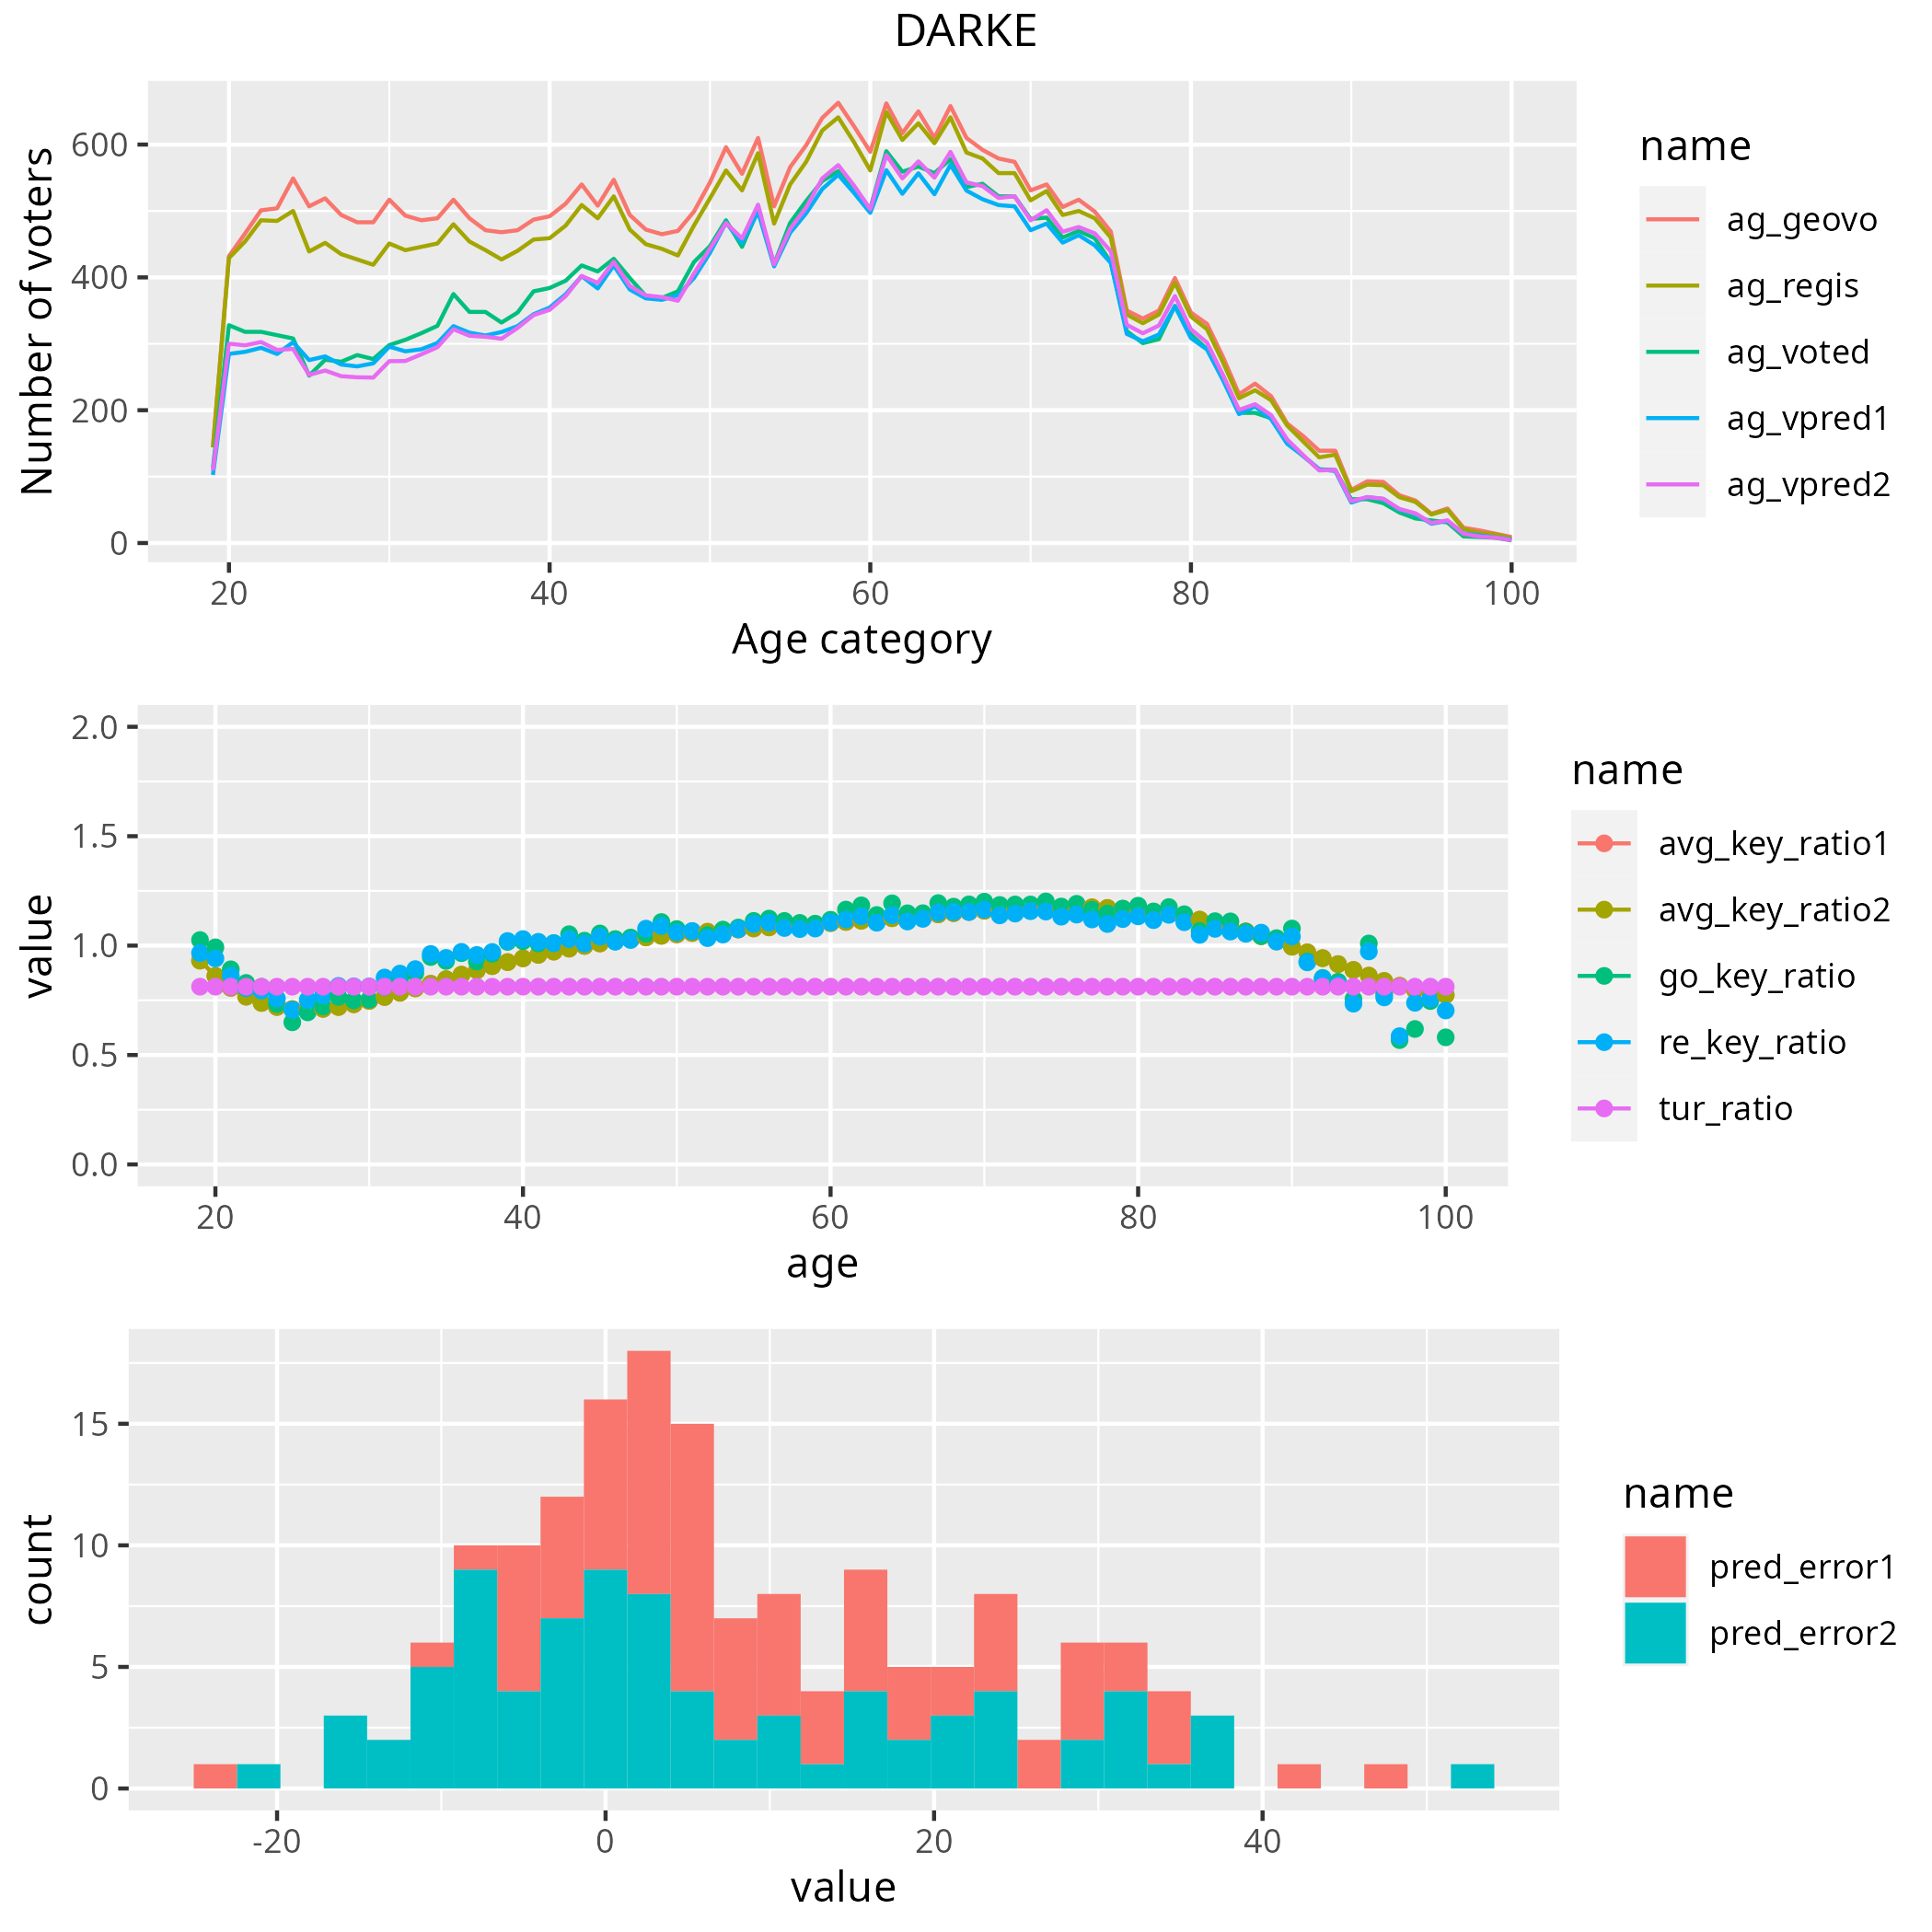 DARKE
Number of voters
600
400
200
0
20 40 60 80 100
Age category
name
ag_geovo
ag_regis
ag_voted
ag_vpred1
ag_vpred2
value
2.0
1.5
1.0
0.5
0.0
20 40 60 80 100
age
name
avg_key_ratio1
avg_key_ratio2
go_key_ratio
re_key_ratio
tur_ratio
count
15
10
5
0
-20 0 20 40
value
name
pred_error1
pred_error2